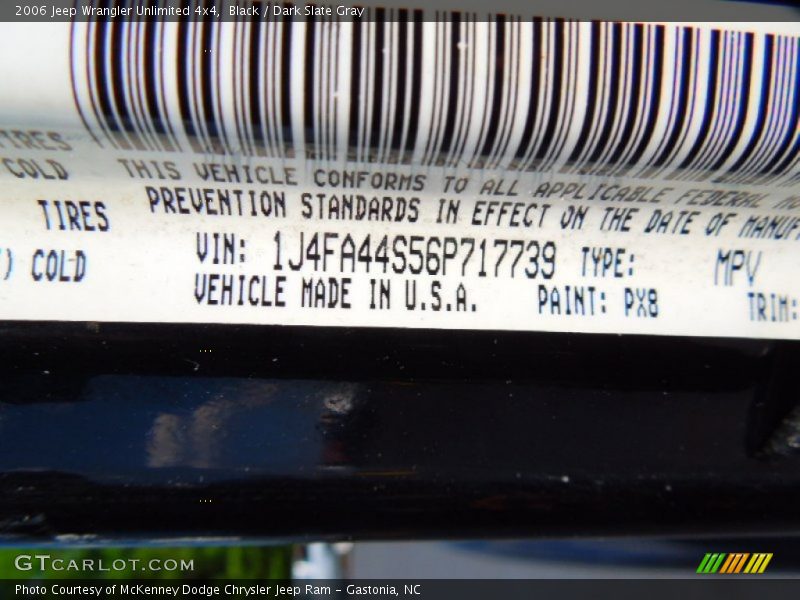 2006 Jeep Wrangler Unlimited 4x4, Black / Dark Slate Gray
TIRES
COLD
THIS VEHICLE CONFORMS TO ALL APPLICABLE FEDERAL
TIRES
PREVENTION STANDARDS IN EFFECT ON THE DATE OF MANUF
) COLD
VIN: 1J4FA44S56P717739 TYPE: MPV
VEHICLE MADE IN U.S.A. PAINT: PX8 TRIM:
GTCARLOT.COM
Photo Courtesy of McKenney Dodge Chrysler Jeep Ram - Gastonia, NC